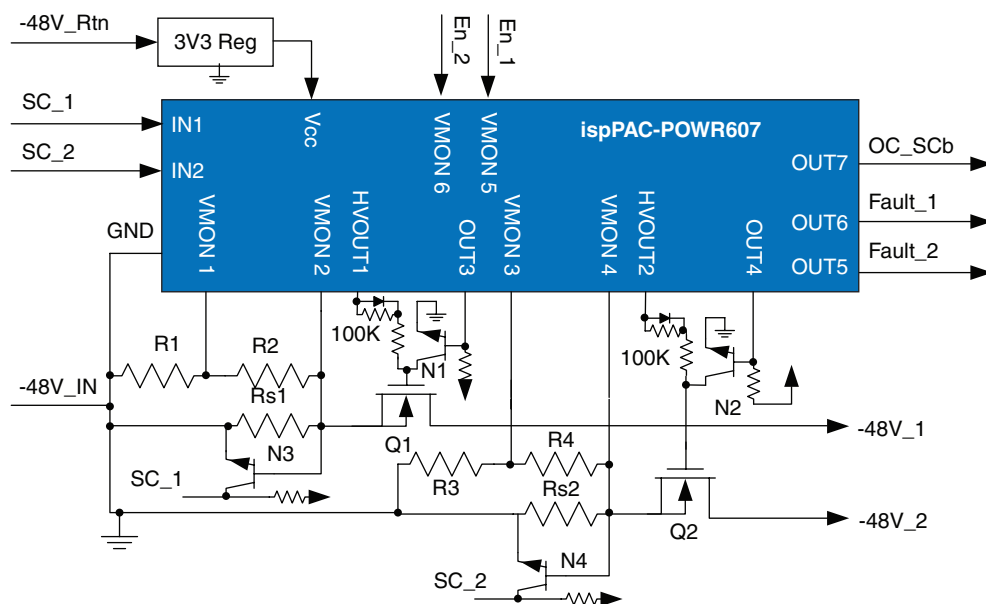 -48V_Rtn
3V3 Reg
En_2
En_1
SC_1
SC_2
IN1
IN2
Vcc
VMON 6
VMON 5
ispPAC-POWR607
OUT7
OUT6
OUT5
OC_SCb
Fault_1
Fault_2
GND
VMON 1
VMON 2
HVOUT1
OUT3
VMON 3
VMON 4
HVOUT2
OUT4
100K
100K
R1
R2
N1
N2
-48V_IN
Rs1
Q1
-48V_1
N3
R4
SC_1
R3
Rs2
Q2
-48V_2
N4
SC_2